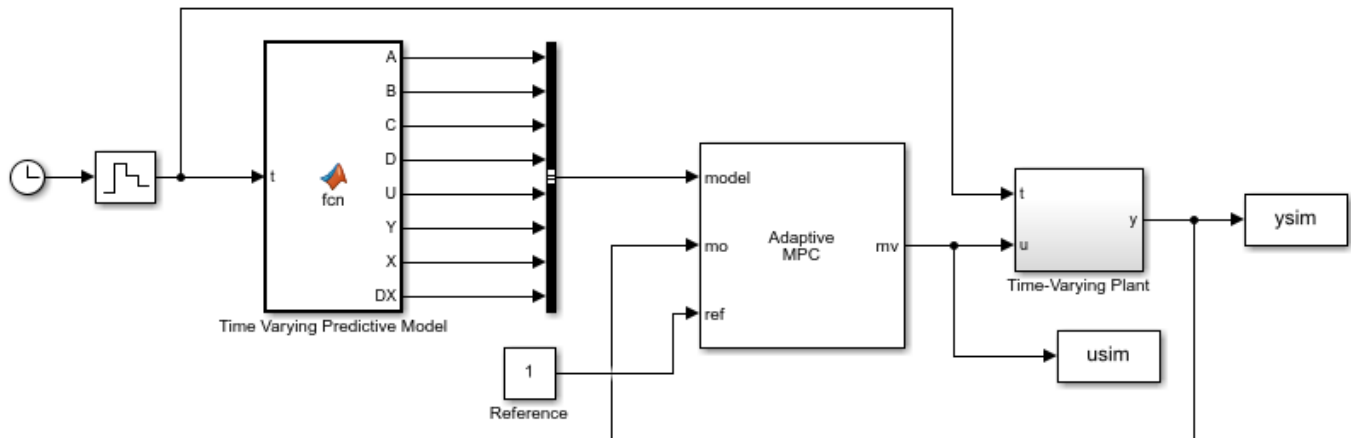 t
fcn
A
B
C
D
U
Y
X
DX
Time Varying Predictive Model
model
mo
ref
Adaptive
MPC
mv
1
Reference
t
u
y
Time-Varying Plant
ysim
usim